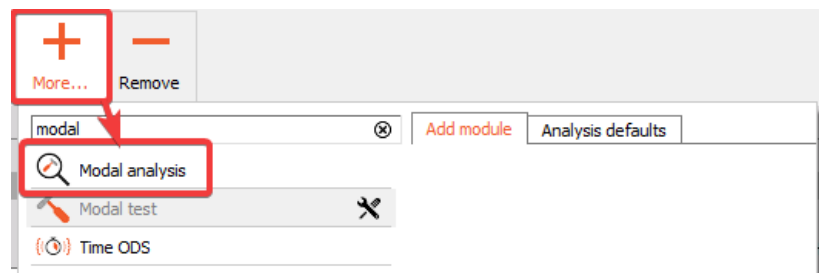 More... Remove
modal Add module Analysis defaults
Modal analysis
Modal test
Time ODS